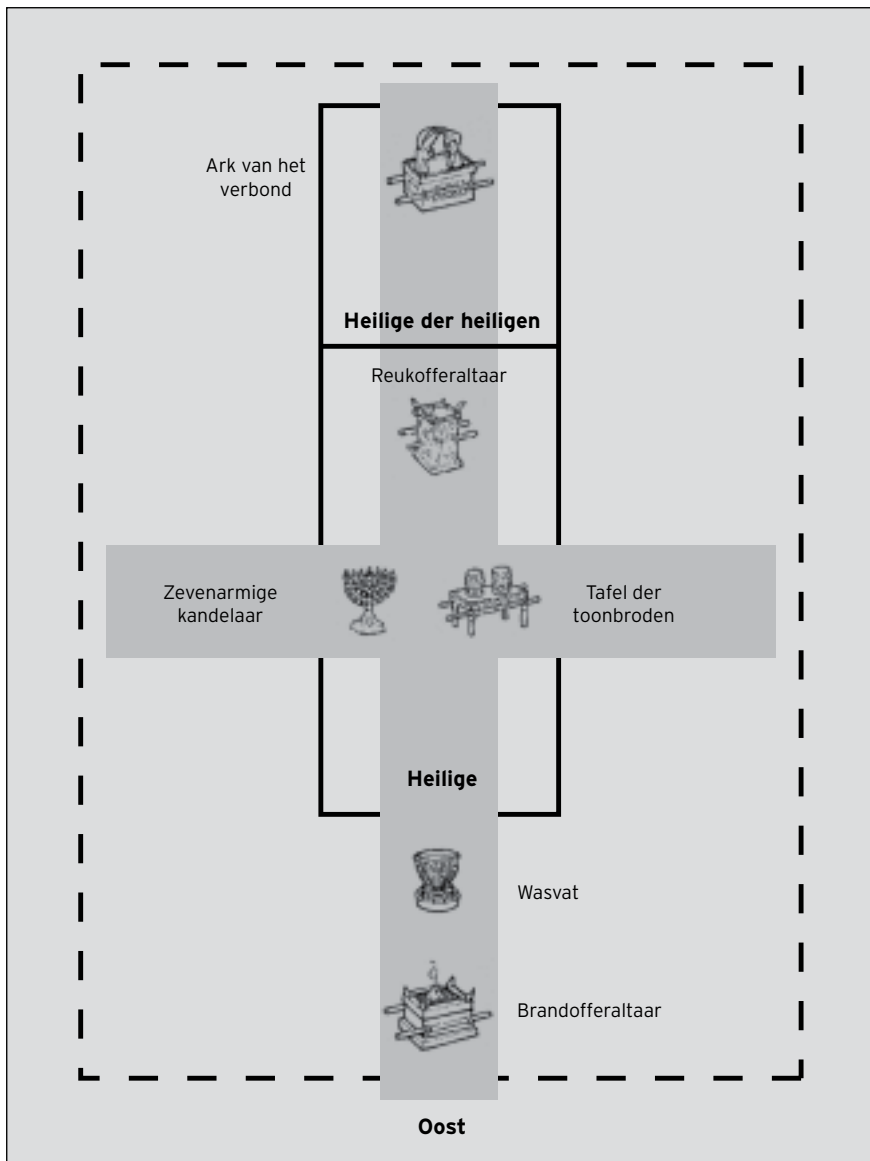 Ark van het
verbond
Heilige der heiligen
Reukofferaltaar
Zevenarmige
kandelaar
Tafel der
toonbroden
Heilige
Wasvat
Brandofferaltaar
Oost